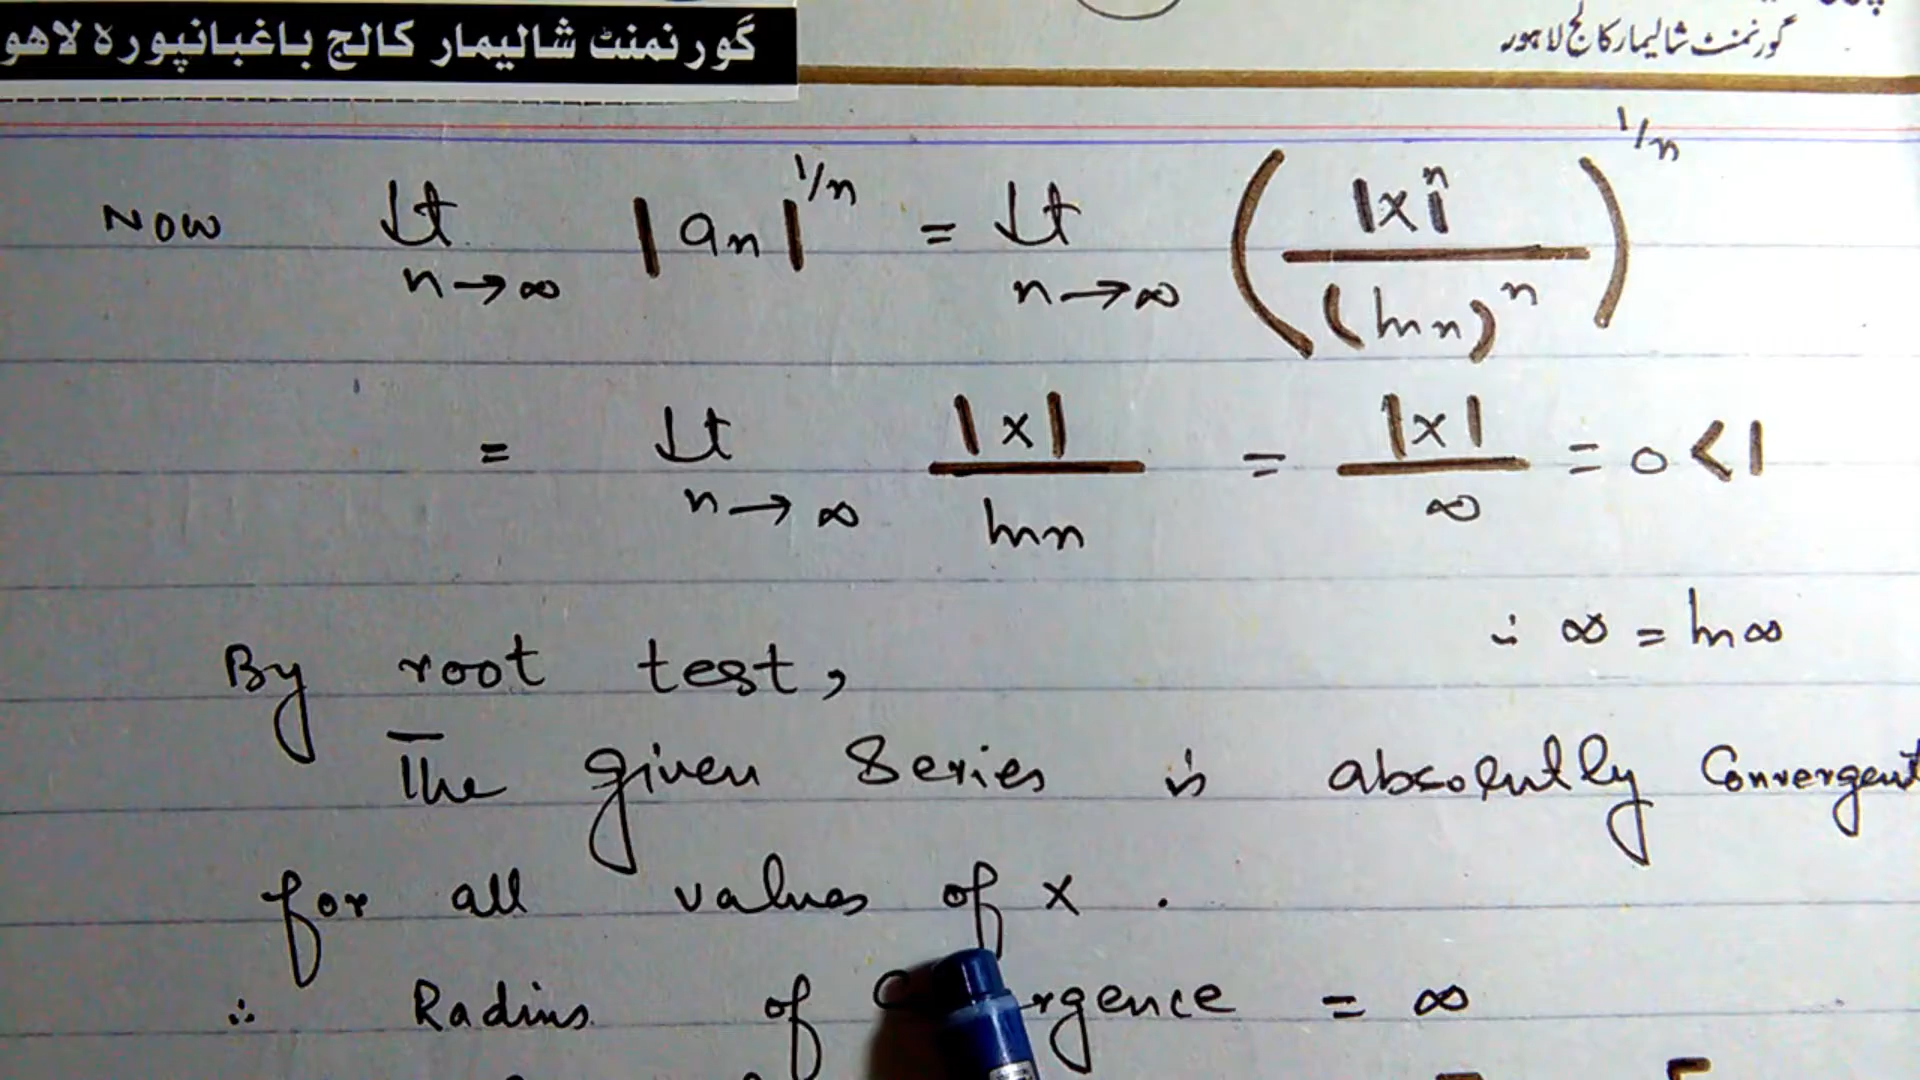 گورنمنٹ شالیمار کالج باغبانپورہ لاهو
گورنمنٹ شالیمار کالج لاہور
Now Lt n→∞ |an|^1/n = Lt n→∞ (|x|^n / (ln n)^n)^1/n
= Lt n→∞ |x| / ln n = |x| / ∞ = 0 < 1
∵ ∞ = ln ∞
By root test,
The given Series is absolutly Convergent
for all values of x .
∴ Radius of rgence = ∞